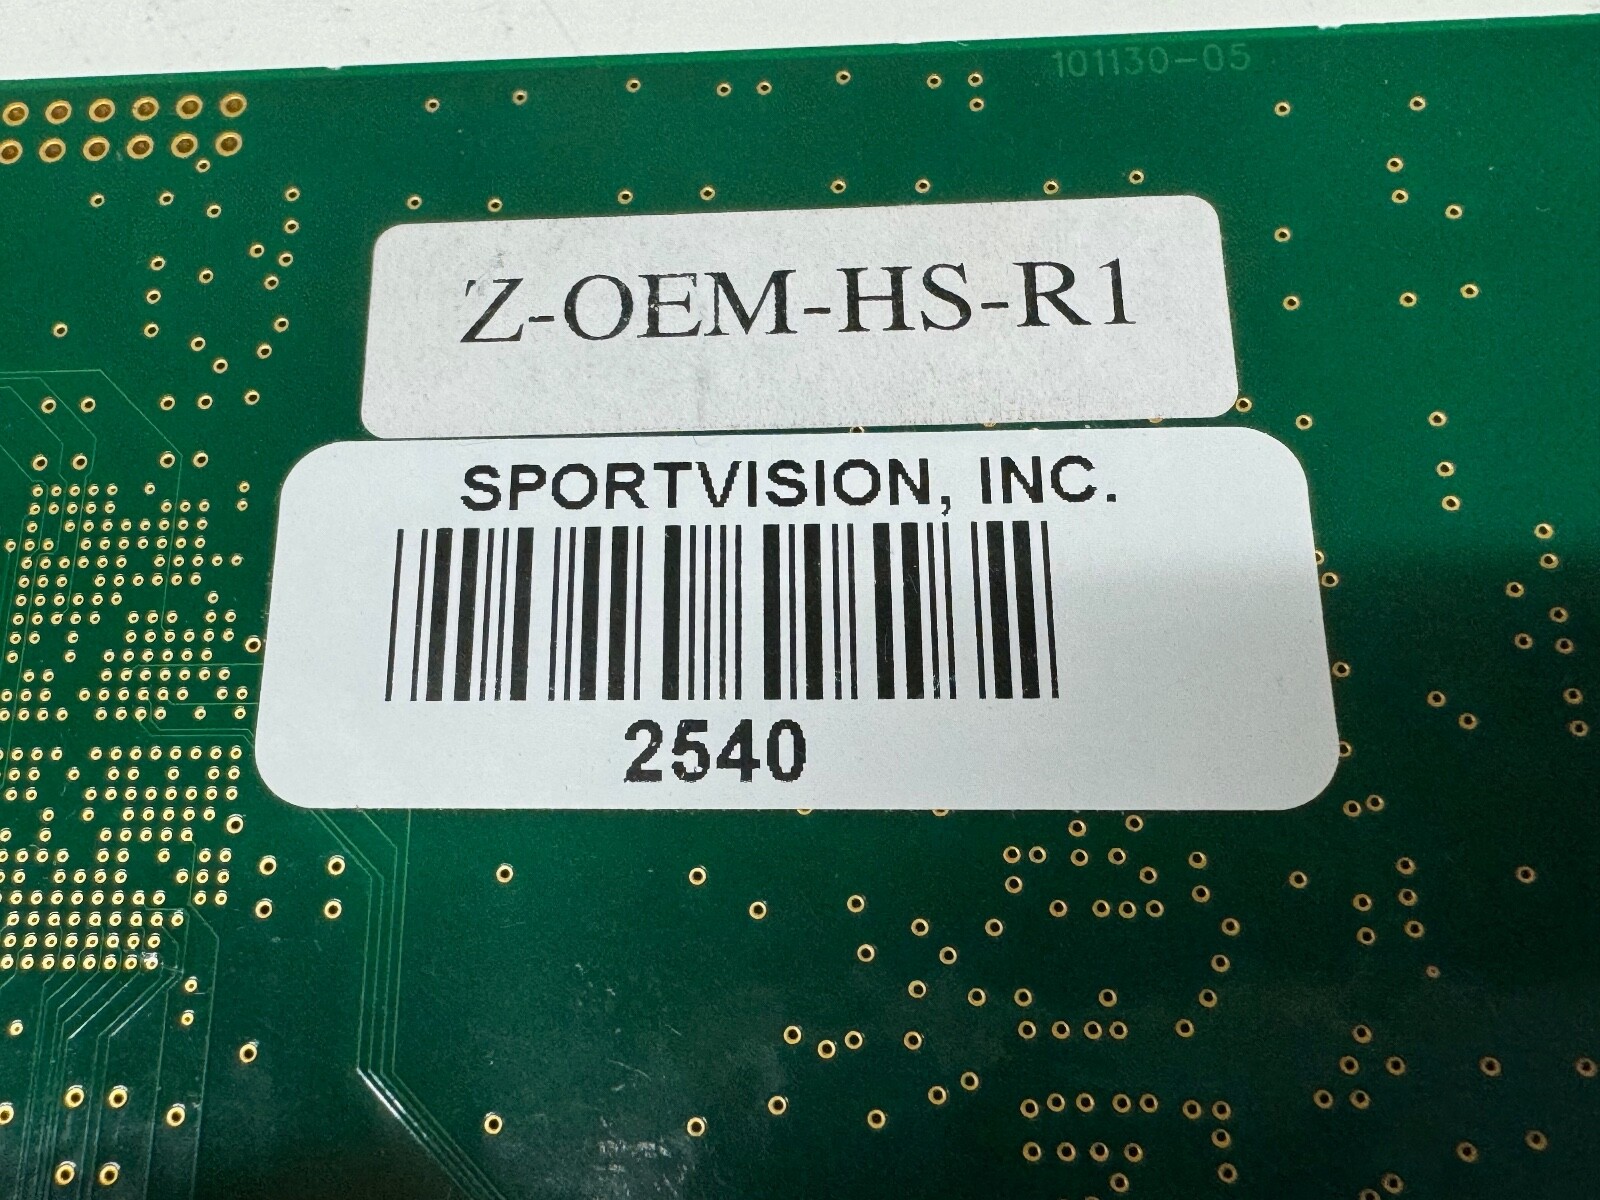 101130-05
Z-OEM-HS-R1
SPORTVISION, INC.
2540